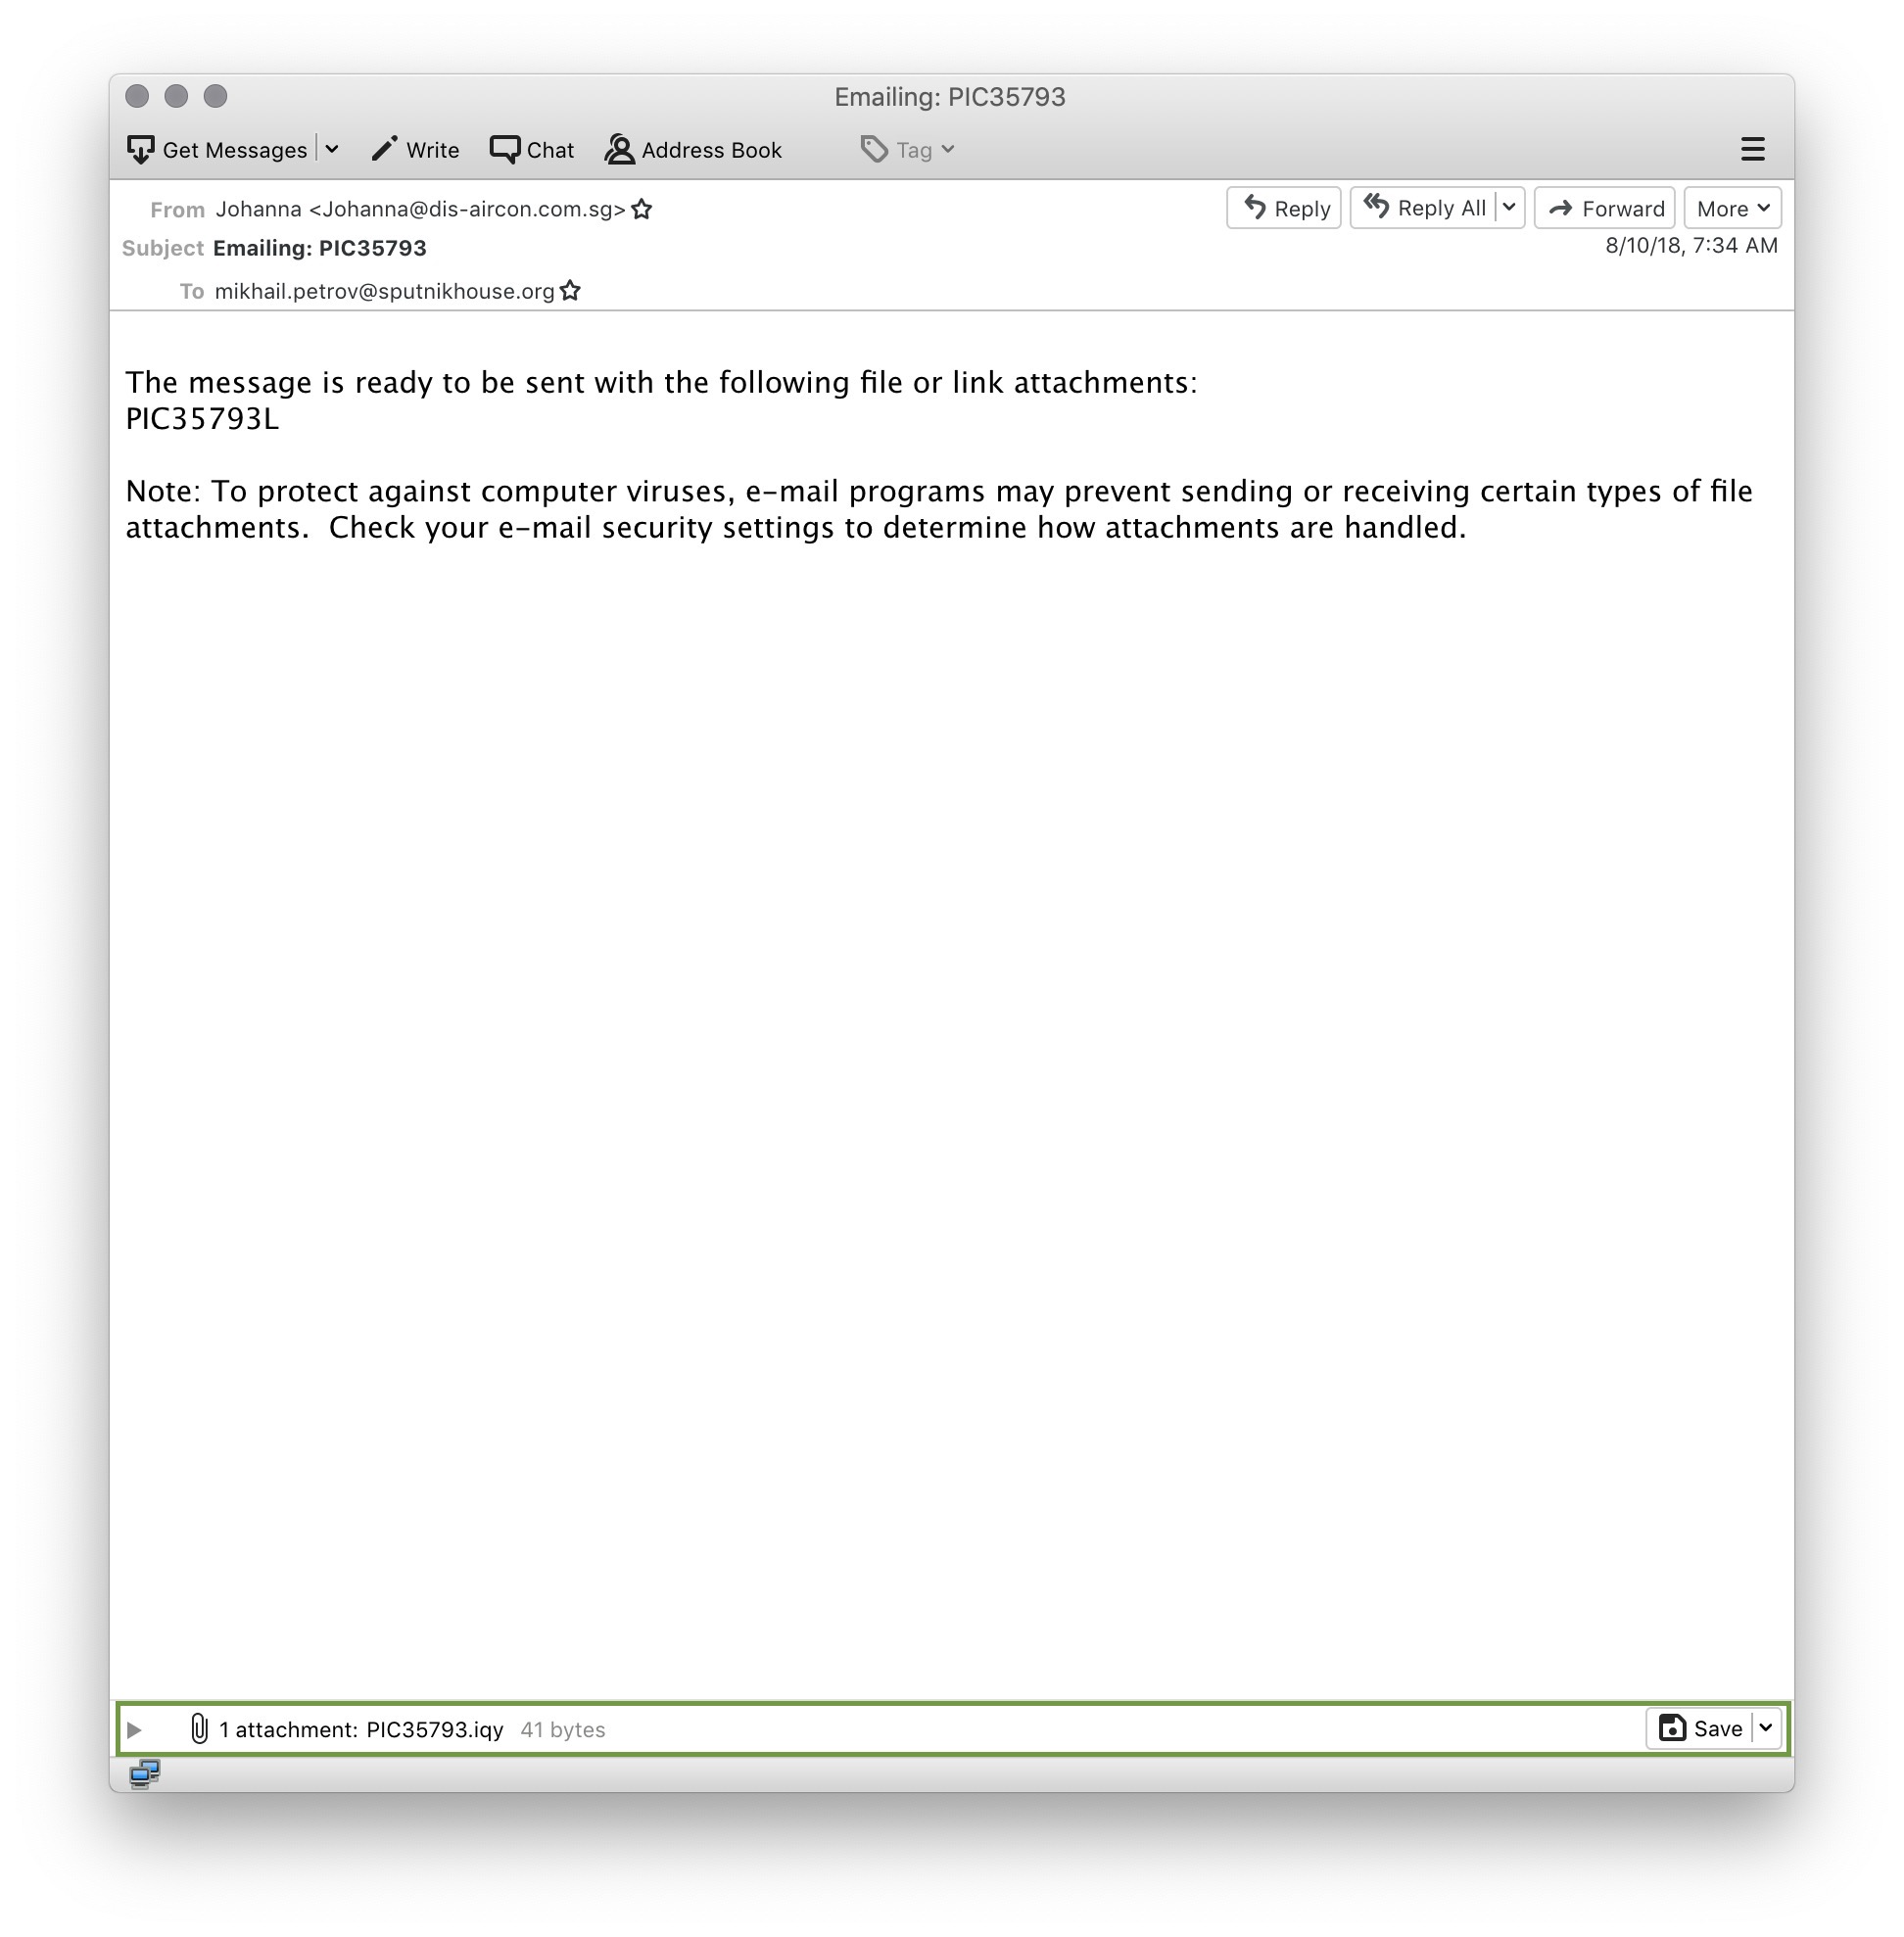 Emailing: PIC35793
Get Messages Write Chat Address Book Tag
From Johanna <Johanna@dis-aircon.com.sg> Reply Reply All Forward More
Subject Emailing: PIC35793 8/10/18, 7:34 AM
To mikhail.petrov@sputnikhouse.org
The message is ready to be sent with the following file or link attachments:
PIC35793L
Note: To protect against computer viruses, e-mail programs may prevent sending or receiving certain types of file
attachments.  Check your e-mail security settings to determine how attachments are handled.
1 attachment: PIC35793.iqy 41 bytes Save